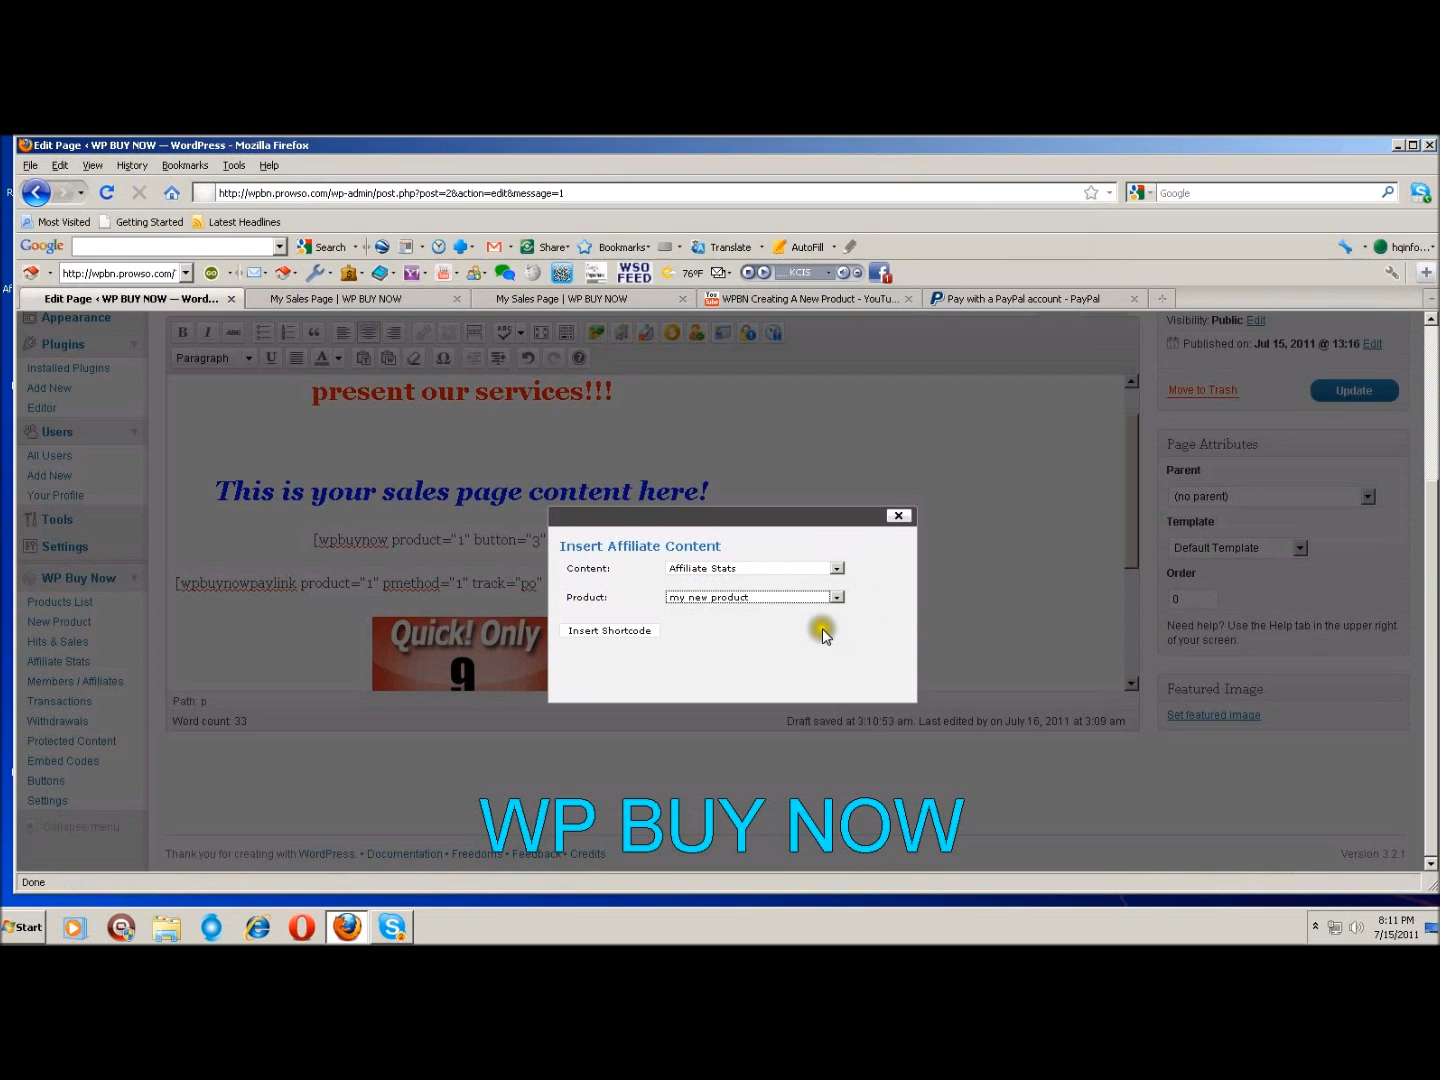 Edit Page ‹ WP BUY NOW — WordPress - Mozilla Firefox
File Edit View History Bookmarks Tools Help
http://wpbn.prowso.com/wp-admin/post.php?post=2&action=edit&message=1
Google
Most Visited Getting Started Latest Headlines
Google Search Share Bookmarks Translate AutoFill hqinfo...
http://wpbn.prowso.com/ WSO FEED 76°F KCIS
Edit Page ‹ WP BUY NOW — Word... My Sales Page | WP BUY NOW My Sales Page | WP BUY NOW WPBN Creating A New Product - YouTu... Pay with a PayPal account - PayPal
Appearance
Plugins
Installed Plugins
Add New
Editor
Users
All Users
Add New
Your Profile
Tools
Settings
WP Buy Now
Products List
New Product
Hits & Sales
Affiliate Stats
Members / Affiliates
Transactions
Withdrawals
Protected Content
Embed Codes
Buttons
Settings
Collapse menu
B I ABC
Paragraph U A
present our services!!!
This is your sales page content here!
[wpbuynow product="1" button="3"
[wpbuynowpaylink product="1" pmethod="1" track="po"
Quick! Only
9
Path: p
Word count: 33 Draft saved at 3:10:53 am. Last edited by on July 16, 2011 at 3:09 am
Insert Affiliate Content
Content: Affiliate Stats
Product: my new product
Insert Shortcode
Visibility: Public Edit
Published on: Jul 15, 2011 @ 13:16 Edit
Move to Trash Update
Page Attributes
Parent
(no parent)
Template
Default Template
Order
0
Need help? Use the Help tab in the upper right
of your screen.
Featured Image
Set featured image
WP BUY NOW
Thank you for creating with WordPress. • Documentation • Freedoms • Feedback • Credits Version 3.2.1
Done
Start
8:11 PM
7/15/2011